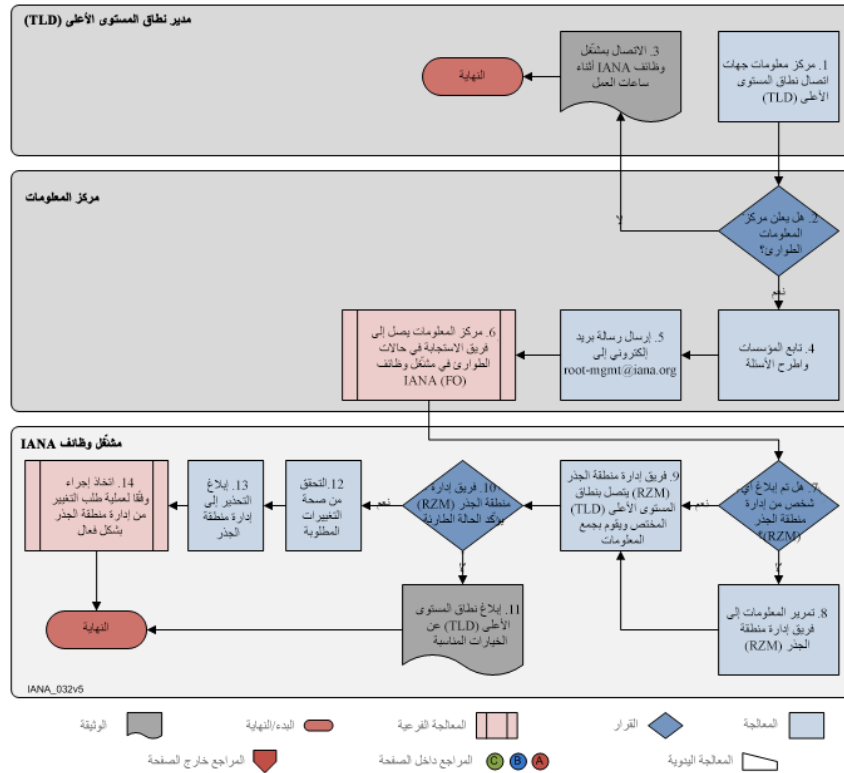 مدير نطاق المستوى الأعلى (TLD)
1. مركز معلومات جهات
اتصال نطاق المستوى
الأعلى (TLD)
3. الاتصال بمشغّل
وظائف IANA أثناء
ساعات العمل
النهاية
مركز المعلومات
2. هل يعلن مركز
المعلومات
الطوارئ؟
لا
نعم
4. تابع المؤسسات
واطرح الأسئلة
5. إرسال رسالة بريد
إلكتروني إلى
root-mgmt@iana.org
6. مركز المعلومات يصل إلى
فريق الاستجابة في حالات
الطوارئ في مشغّل وظائف
IANA (FO)
مشغّل وظائف IANA
7. هل تم إبلاغ أي
شخص من إدارة
منطقة الجذر
(RZM)؟
نعم
لا
8. تمرير المعلومات إلى
فريق إدارة منطقة
الجذر (RZM)
9. فريق إدارة منطقة الجذر
(RZM) يتصل بنطاق
المستوى الأعلى (TLD)
المختص ويقوم بجمع
المعلومات
10. فريق إدارة
منطقة الجذر (RZM)
يؤكد الحالة الطارئة
نعم
لا
11. إبلاغ نطاق المستوى
الأعلى (TLD) عن
الخيارات المناسبة
12. التحقق
من صحة
التغييرات
المطلوبة
13. إبلاغ
التحذير إلى
إدارة منطقة
الجذر
14. اتخاذ إجراء
وفقًا لعملية طلب التغيير
من إدارة منطقة الجذر
بشكل فعال
النهاية
IANA_032v5
المعالجة
القرار
المعالجة الفرعية
البدء/النهاية
الوثيقة
المعالجة اليدوية
A
B
C
المراجع داخل الصفحة
المراجع خارج الصفحة